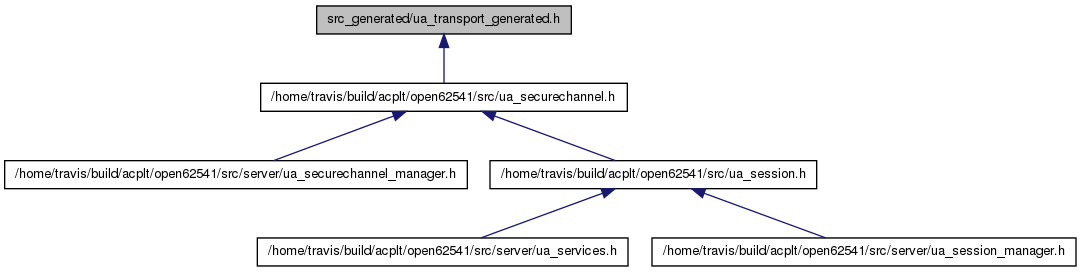 src_generated/ua_transport_generated.h
/home/travis/build/acplt/open62541/src/ua_securechannel.h
/home/travis/build/acplt/open62541/src/server/ua_securechannel_manager.h
/home/travis/build/acplt/open62541/src/ua_session.h
/home/travis/build/acplt/open62541/src/server/ua_services.h
/home/travis/build/acplt/open62541/src/server/ua_session_manager.h